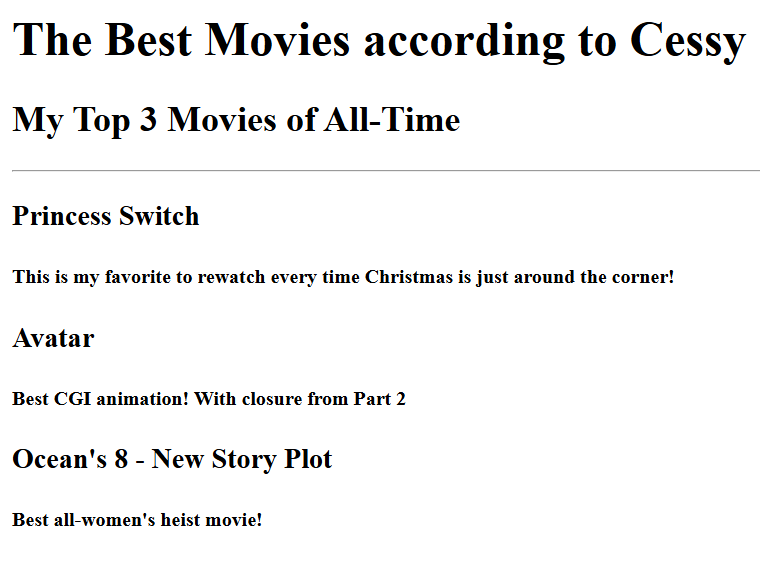 The Best Movies according to Cessy
My Top 3 Movies of All-Time
Princess Switch
This is my favorite to rewatch every time Christmas is just around the corner!
Avatar
Best CGI animation! With closure from Part 2
Ocean's 8 - New Story Plot
Best all-women's heist movie!